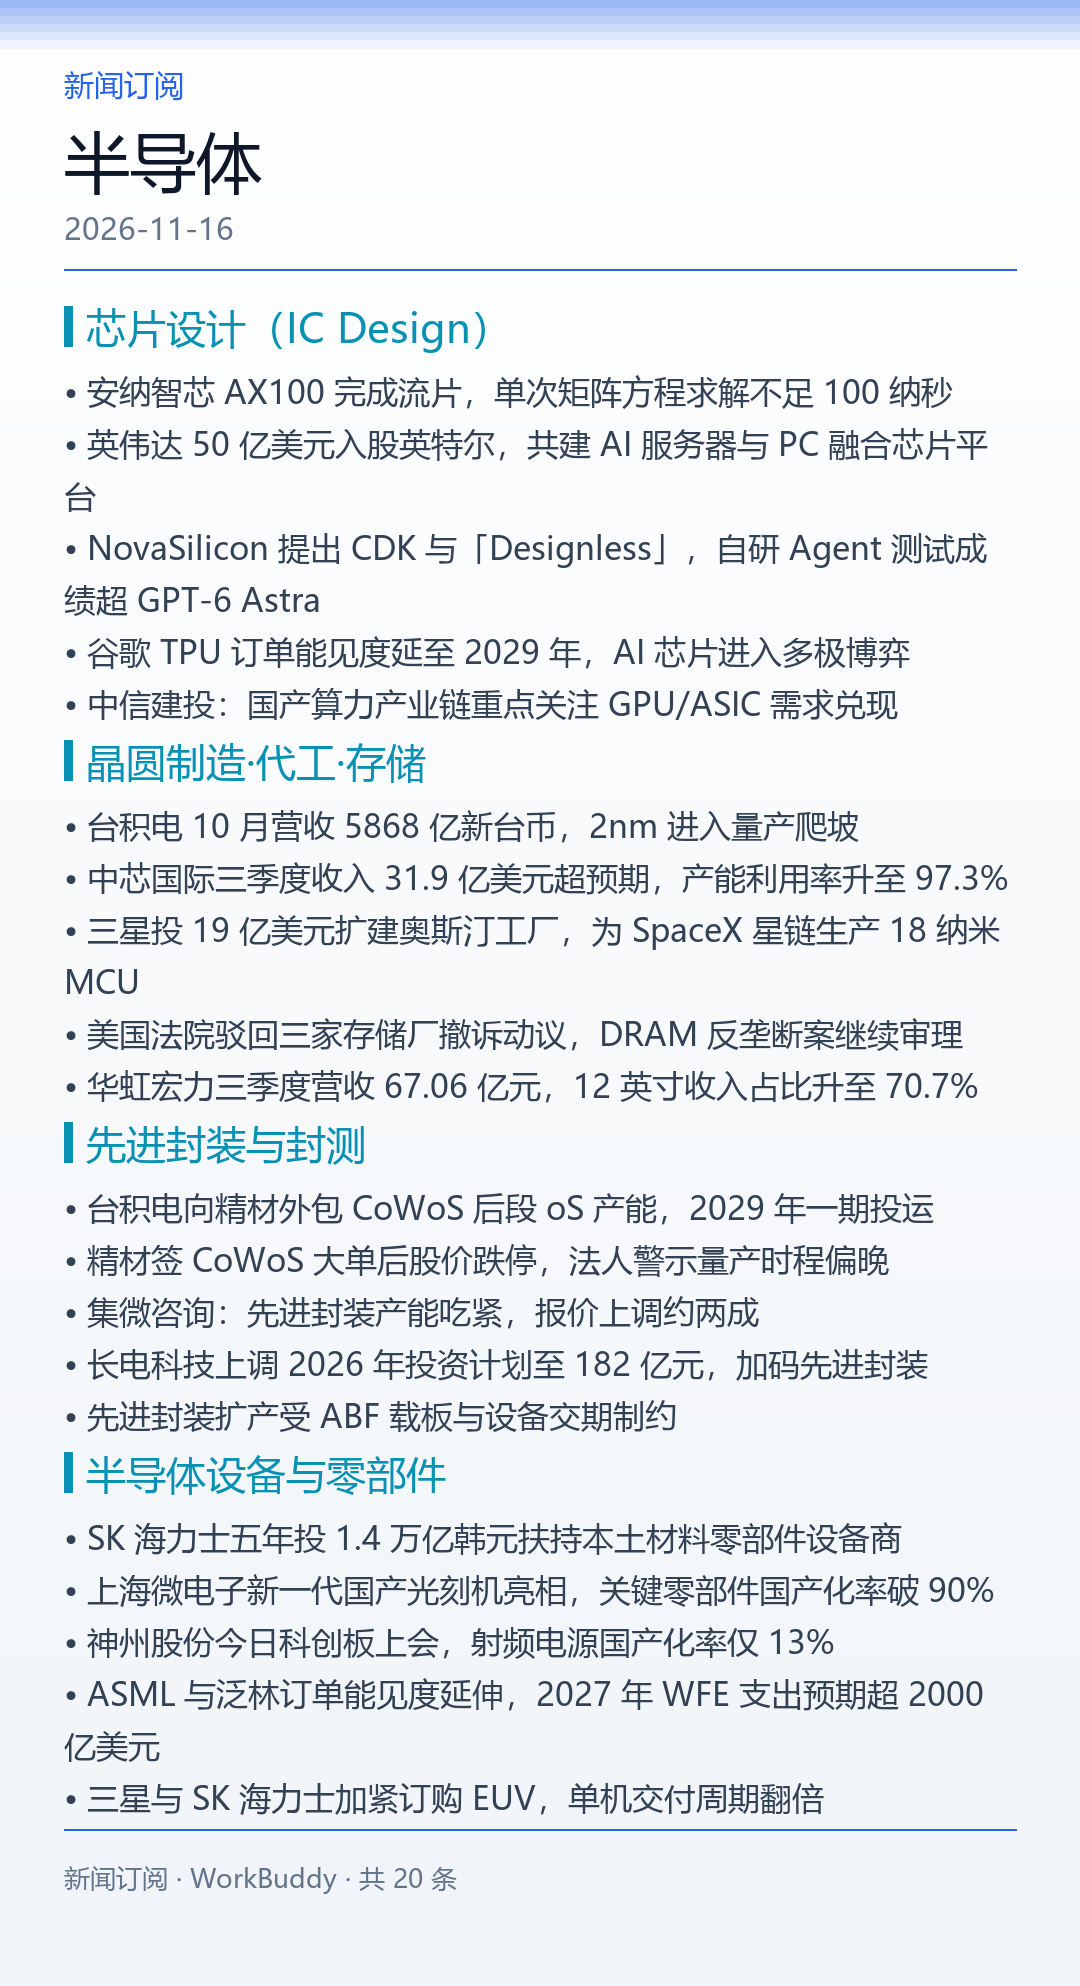 新闻订阅
半导体
2026-11-16
芯片设计（IC Design）
• 安纳智芯 AX100 完成流片，单次矩阵方程求解不足 100 纳秒
• 英伟达 50 亿美元入股英特尔，共建 AI 服务器与 PC 融合芯片平
台
• NovaSilicon 提出 CDK 与「Designless」，自研 Agent 测试成
绩超 GPT-6 Astra
• 谷歌 TPU 订单能见度延至 2029 年，AI 芯片进入多极博弈
• 中信建投：国产算力产业链重点关注 GPU/ASIC 需求兑现
晶圆制造·代工·存储
• 台积电 10 月营收 5868 亿新台币，2nm 进入量产爬坡
• 中芯国际三季度收入 31.9 亿美元超预期，产能利用率升至 97.3%
• 三星投 19 亿美元扩建奥斯汀工厂，为 SpaceX 星链生产 18 纳米
MCU
• 美国法院驳回三家存储厂撤诉动议，DRAM 反垄断案继续审理
• 华虹宏力三季度营收 67.06 亿元，12 英寸收入占比升至 70.7%
先进封装与封测
• 台积电向精材外包 CoWoS 后段 oS 产能，2029 年一期投运
• 精材签 CoWoS 大单后股价跌停，法人警示量产时程偏晚
• 集微咨询：先进封装产能吃紧，报价上调约两成
• 长电科技上调 2026 年投资计划至 182 亿元，加码先进封装
• 先进封装扩产受 ABF 载板与设备交期制约
半导体设备与零部件
• SK 海力士五年投 1.4 万亿韩元扶持本土材料零部件设备商
• 上海微电子新一代国产光刻机亮相，关键零部件国产化率破 90%
• 神州股份今日科创板上会，射频电源国产化率仅 13%
• ASML 与泛林订单能见度延伸，2027 年 WFE 支出预期超 2000
亿美元
• 三星与 SK 海力士加紧订购 EUV，单机交付周期翻倍
新闻订阅 · WorkBuddy · 共 20 条